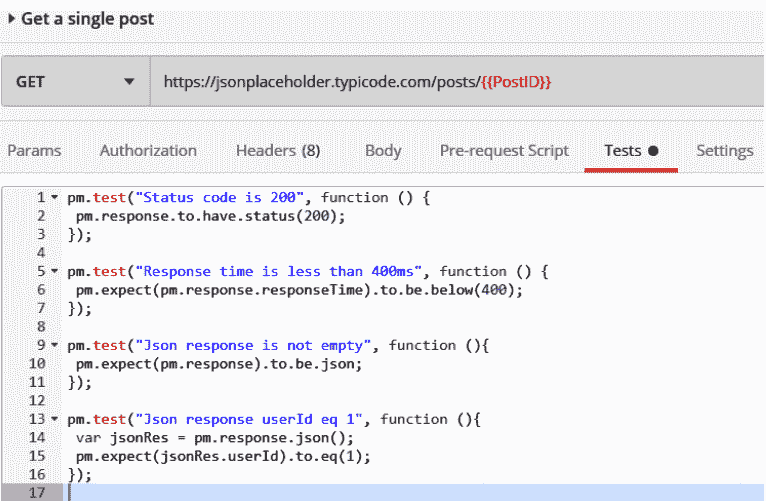 Get a single post
GET https://jsonplaceholder.typicode.com/posts/{{PostID}}
Params Authorization Headers (8) Body Pre-request Script Tests Settings
1 pm.test("Status code is 200", function () {
2 pm.response.to.have.status(200);
3 });
4
5 pm.test("Response time is less than 400ms", function () {
6 pm.expect(pm.response.responseTime).to.be.below(400);
7 });
8
9 pm.test("Json response is not empty", function (){
10 pm.expect(pm.response).to.be.json;
11 });
12
13 pm.test("Json response userId eq 1", function (){
14 var jsonRes = pm.response.json();
15 pm.expect(jsonRes.userId).to.eq(1);
16 });
17